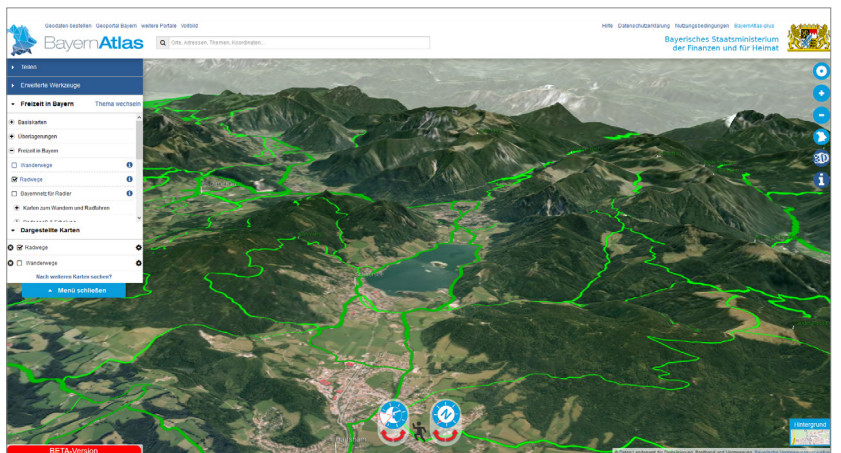 Geodaten bestellen Geoportal Bayern weitere Portale Vollbild
Hilfe Datenschutzerklärung Nutzungsbedingungen BayernAtlas-plus
BayernAtlas
Orte, Adressen, Themen, Koordinaten...
Bayerisches Staatsministerium
der Finanzen und für Heimat
Teilen
Erweiterte Werkzeuge
Freizeit in Bayern Thema wechseln
Basiskarten
Überlagerungen
Freizeit in Bayern
Wanderwege
Radwege
Bayernnetz für Radler
Karten zum Wandern und Radfahren
Dargestellte Karten
Radwege
Wanderwege
Nach weiteren Karten suchen?
Menü schließen
3D
i
N
Hintergrund
BETA-Version